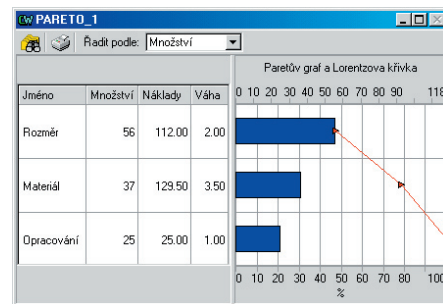 PARETO_1
Řadit podle: Množství
Paretův graf a Lorentzova křivka
Jméno Množství Náklady Váha
0 10 20 30 40 50 60 70 80 90 118
Rozměr 56 112.00 2.00
Materiál 37 129.50 3.50
Opracování 25 25.00 1.00
0 10 20 30 40 50 60 80 100
%